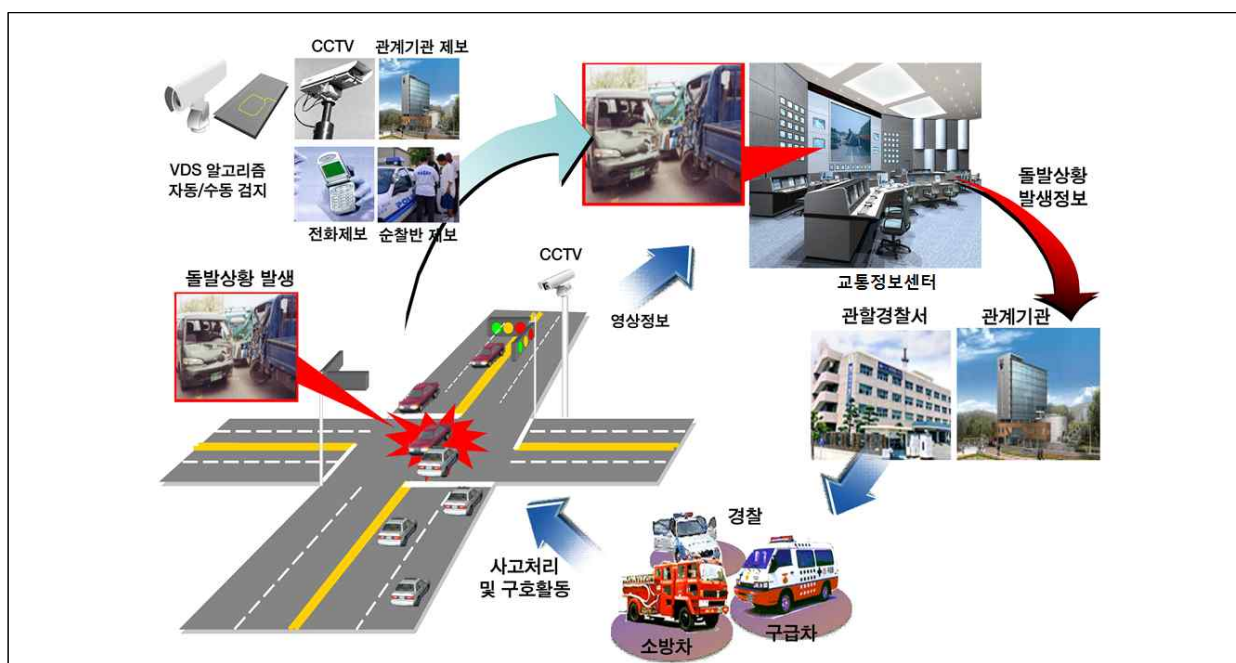 CCTV
관계기관 제보
VDS 알고리즘
자동/수동 검지
전화제보
순찰반 제보
돌발상황
발생정보
교통정보센터
CCTV
영상정보
돌발상황 발생
관할경찰서
관계기관
경찰
사고처리
및 구호활동
소방차
구급차